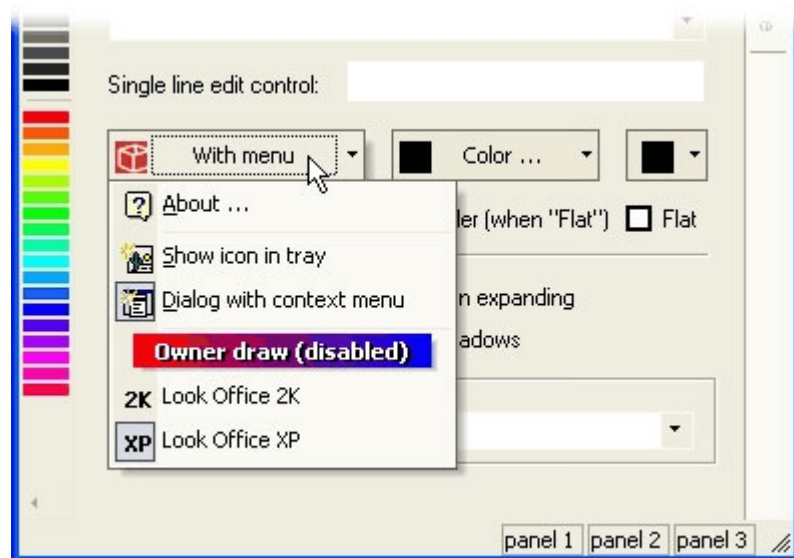 Single line edit control:
With menu
Color ...
About ...
ler (when "Flat")
Flat
Show icon in tray
Dialog with context menu
n expanding
Owner draw (disabled)
adows
2K Look Office 2K
XP Look Office XP
panel 1 panel 2 panel 3